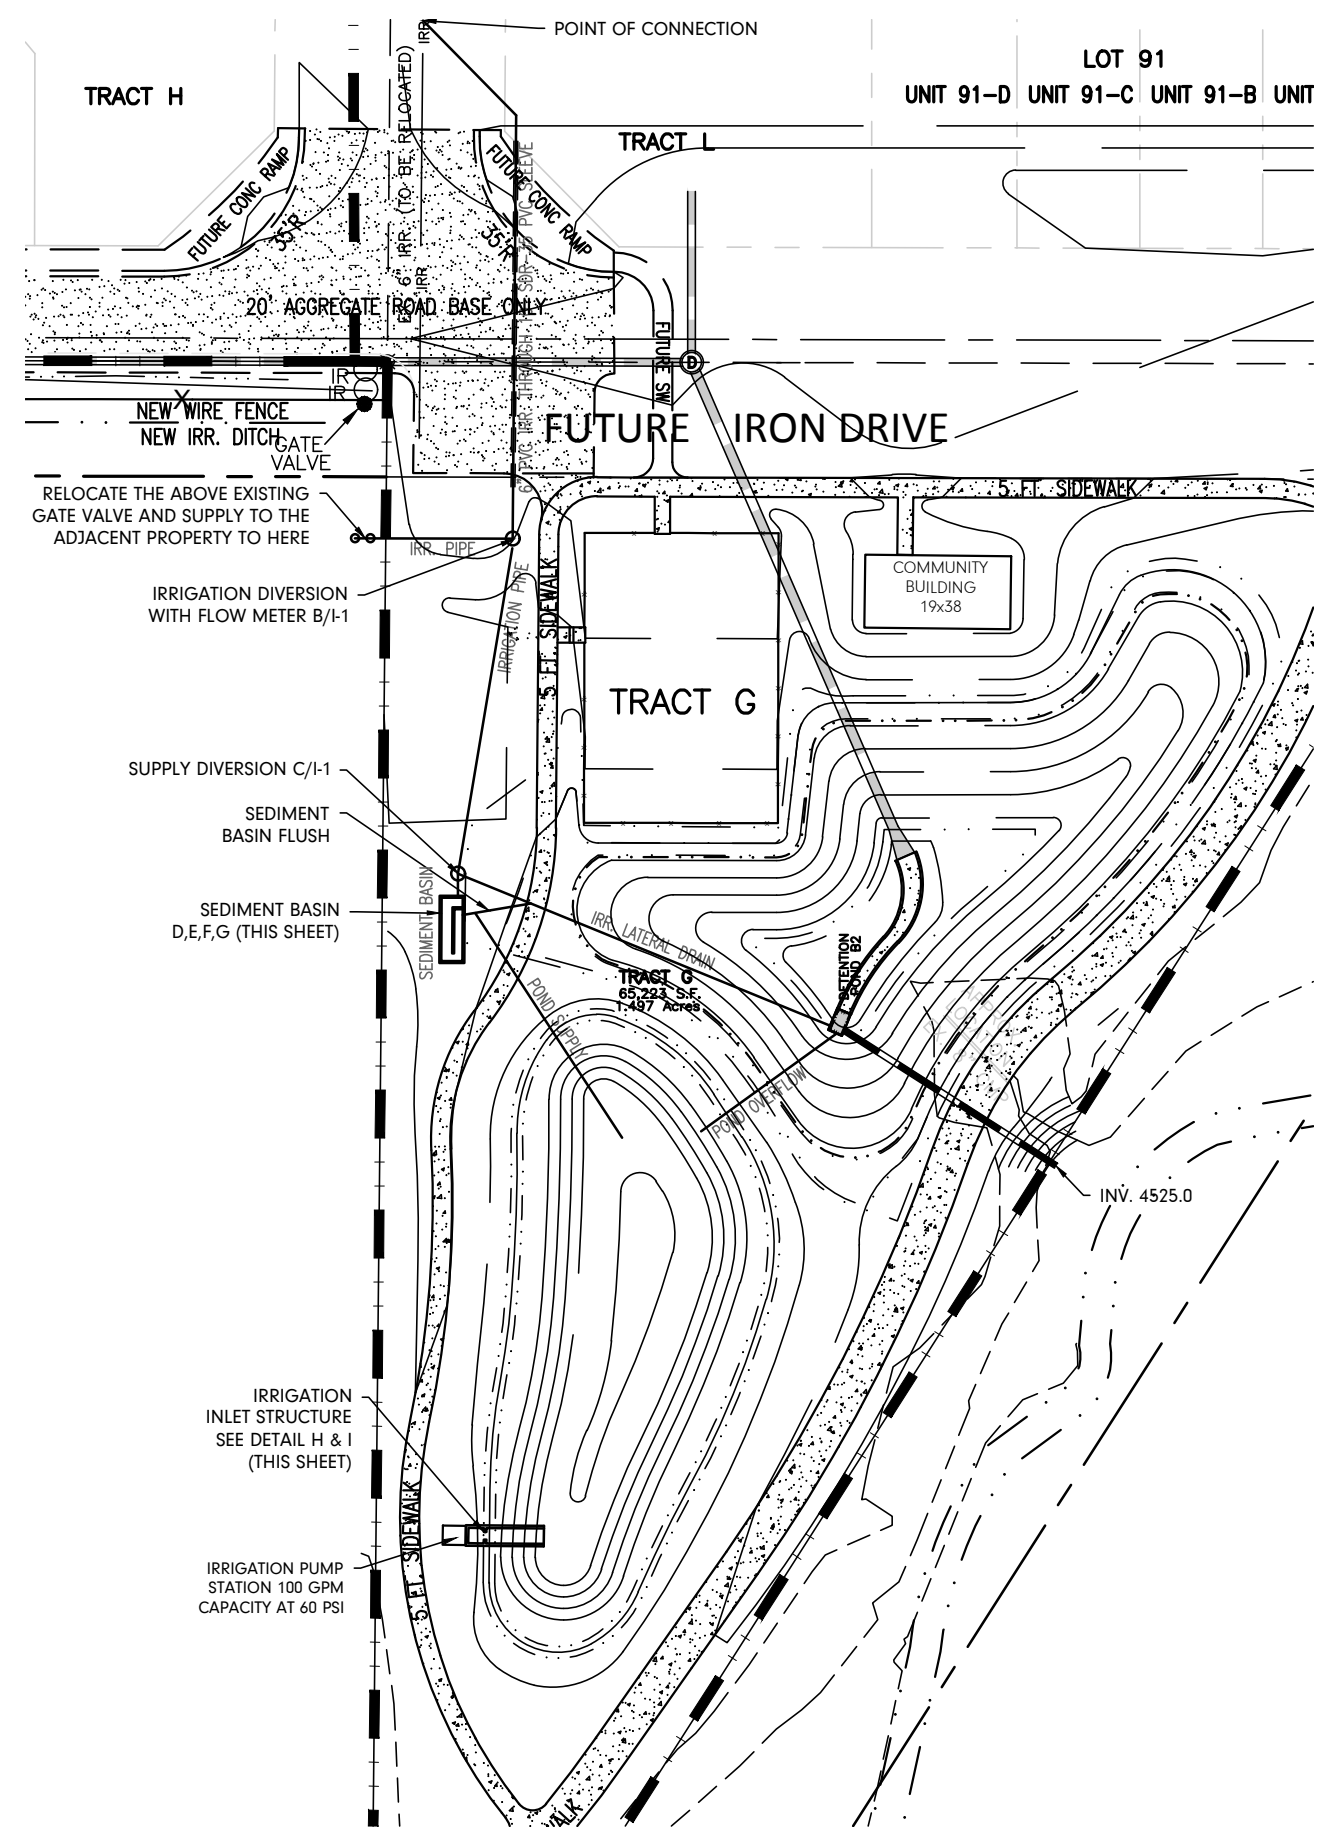 POINT OF CONNECTION
IRR
LOT 91
TRACT H
UNIT 91-D
UNIT 91-C
UNIT 91-B
UNIT
TRACT L
FUTURE CONC RAMP
35'R
EX 6" IRR (TO BE RELOCATED)
IRR
FUTURE CONC RAMP
35'R
20' AGGREGATE ROAD BASE ONLY
FUTURE SW
D
IR
IR
NEW WIRE FENCE
NEW IRR. DITCH
GATE
VALVE
FUTURE IRON DRIVE
RELOCATE THE ABOVE EXISTING
GATE VALVE AND SUPPLY TO THE
ADJACENT PROPERTY TO HERE
5 FT. SIDEWALK
IRR. PIPE
COMMUNITY
BUILDING
19x38
IRRIGATION DIVERSION
WITH FLOW METER B/I-1
IRRIGATION PIPE
5 FT. SIDEWALK
TRACT G
SUPPLY DIVERSION C/I-1
SEDIMENT
BASIN FLUSH
SEDIMENT BASIN
SEDIMENT BASIN
D,E,F,G (THIS SHEET)
IRR. LATERAL DRAIN
DETENTION
POND B2
TRACT G
65,223 S.F.
1.497 Acres
POND SUPPLY
POND OVERFLOW
INV. 4525.0
IRRIGATION
INLET STRUCTURE
SEE DETAIL H & I
(THIS SHEET)
5 FT. SIDEWALK
IRRIGATION PUMP
STATION 100 GPM
CAPACITY AT 60 PSI
WALK